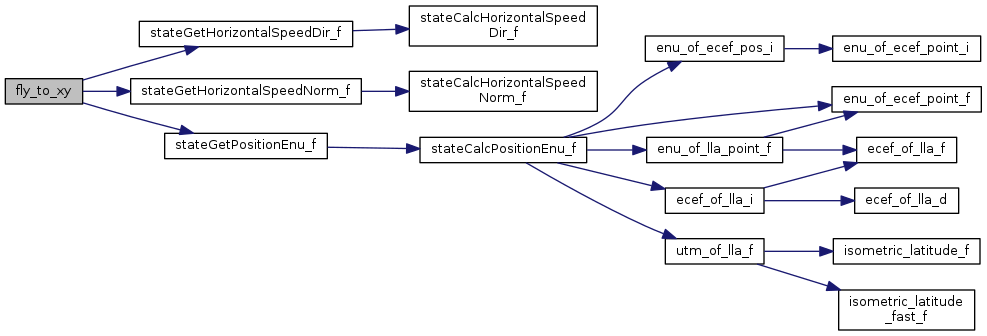 fly_to_xy
stateGetHorizontalSpeedDir_f
stateCalcHorizontalSpeed
Dir_f
stateGetHorizontalSpeedNorm_f
stateCalcHorizontalSpeed
Norm_f
stateGetPositionEnu_f
stateCalcPositionEnu_f
enu_of_ecef_pos_i
enu_of_ecef_point_i
enu_of_ecef_point_f
enu_of_lla_point_f
ecef_of_lla_f
ecef_of_lla_i
ecef_of_lla_d
utm_of_lla_f
isometric_latitude_f
isometric_latitude
_fast_f